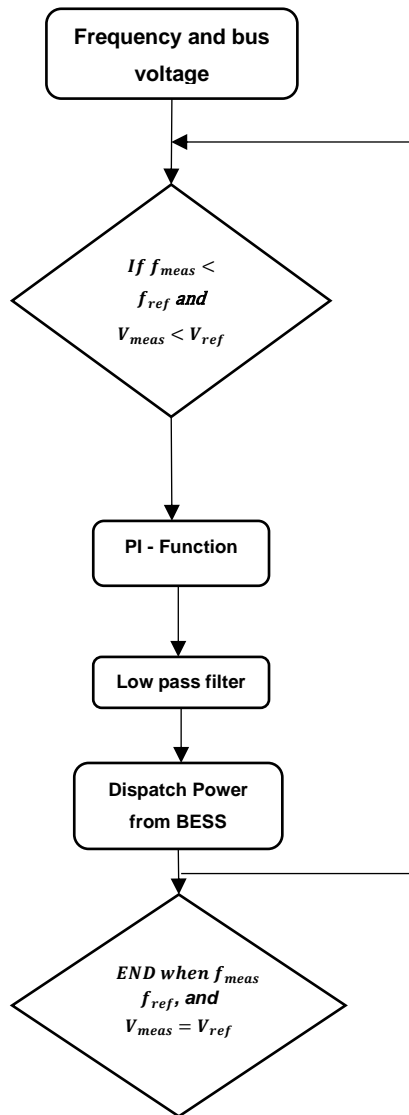 Frequency and bus
voltage
If f_meas <
f_ref and
V_meas < V_ref
PI - Function
Low pass filter
Dispatch Power
from BESS
END when f_meas
f_ref, and
V_meas = V_ref